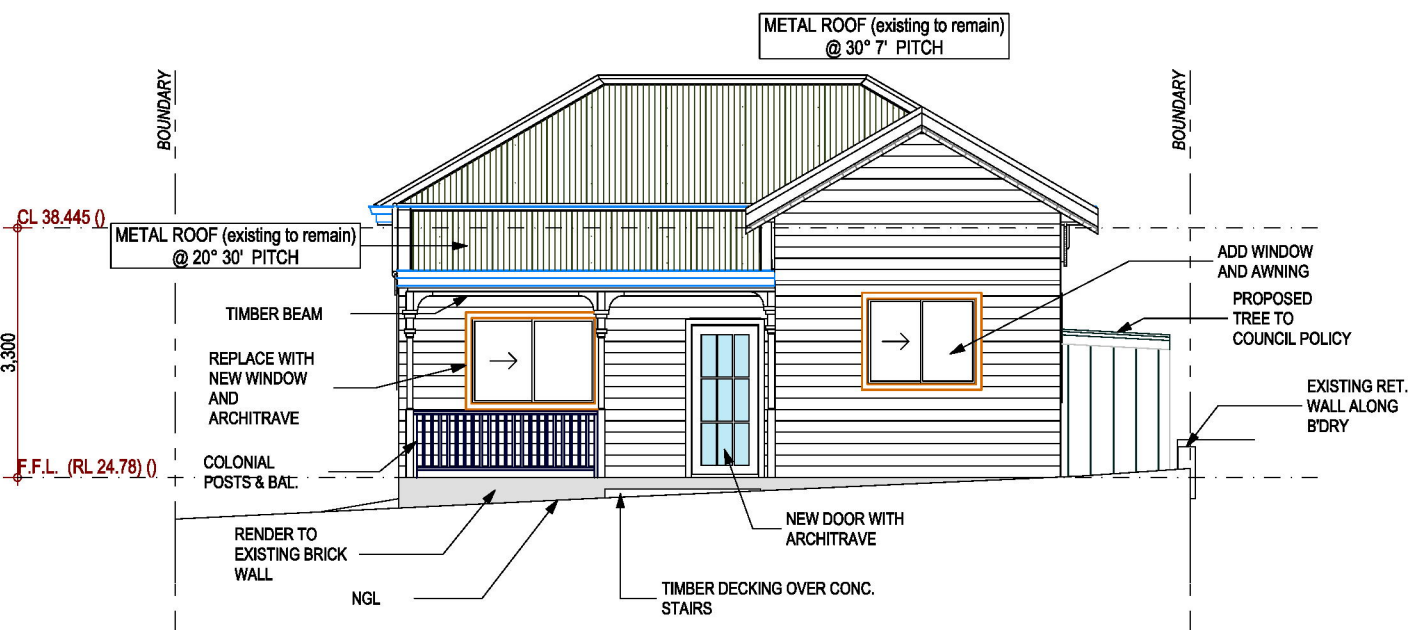 METAL ROOF (existing to remain)
@ 30° 7' PITCH
BOUNDARY
BOUNDARY
CL 38.445 ()
METAL ROOF (existing to remain)
@ 20° 30' PITCH
ADD WINDOW
AND AWNING
TIMBER BEAM
PROPOSED
TREE TO
COUNCIL POLICY
3,300
REPLACE WITH
NEW WINDOW
AND
ARCHITRAVE
EXISTING RET.
WALL ALONG
B'DRY
F.F.L. (RL 24.78) ()
COLONIAL
POSTS & BAL.
RENDER TO
EXISTING BRICK
WALL
NEW DOOR WITH
ARCHITRAVE
NGL
TIMBER DECKING OVER CONC.
STAIRS